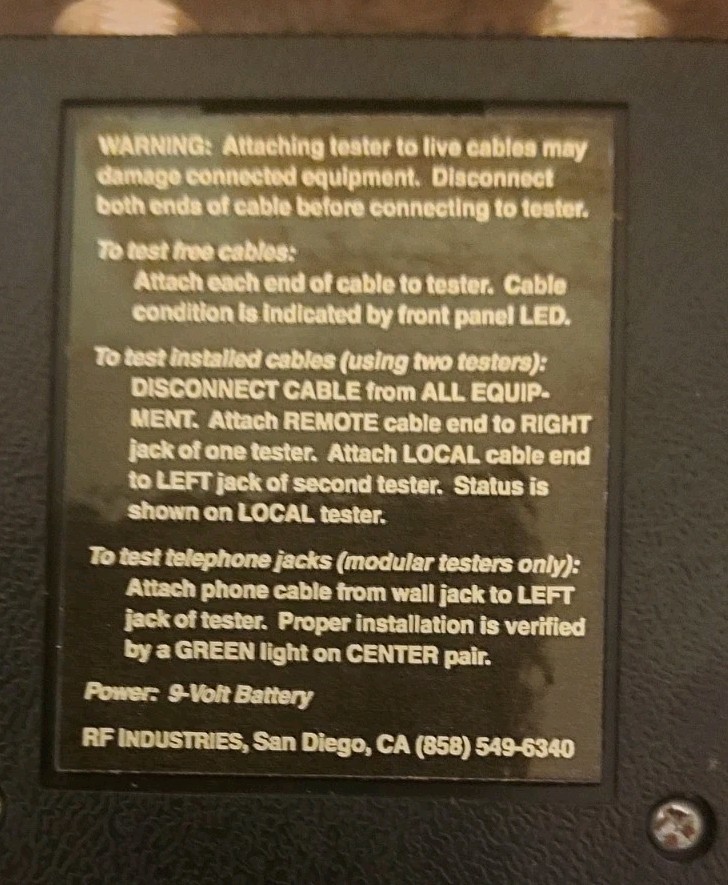 WARNING: Attaching tester to live cables may
damage connected equipment. Disconnect
both ends of cable before connecting to tester.
To test free cables:
Attach each end of cable to tester. Cable
condition is indicated by front panel LED.
To test installed cables (using two testers):
DISCONNECT CABLE from ALL EQUIP-
MENT. Attach REMOTE cable end to RIGHT
jack of one tester. Attach LOCAL cable end
to LEFT jack of second tester. Status is
shown on LOCAL tester.
To test telephone jacks (modular testers only):
Attach phone cable from wall jack to LEFT
jack of tester. Proper installation is verified
by a GREEN light on CENTER pair.
Power: 9-Volt Battery
RF INDUSTRIES, San Diego, CA (858) 549-6340